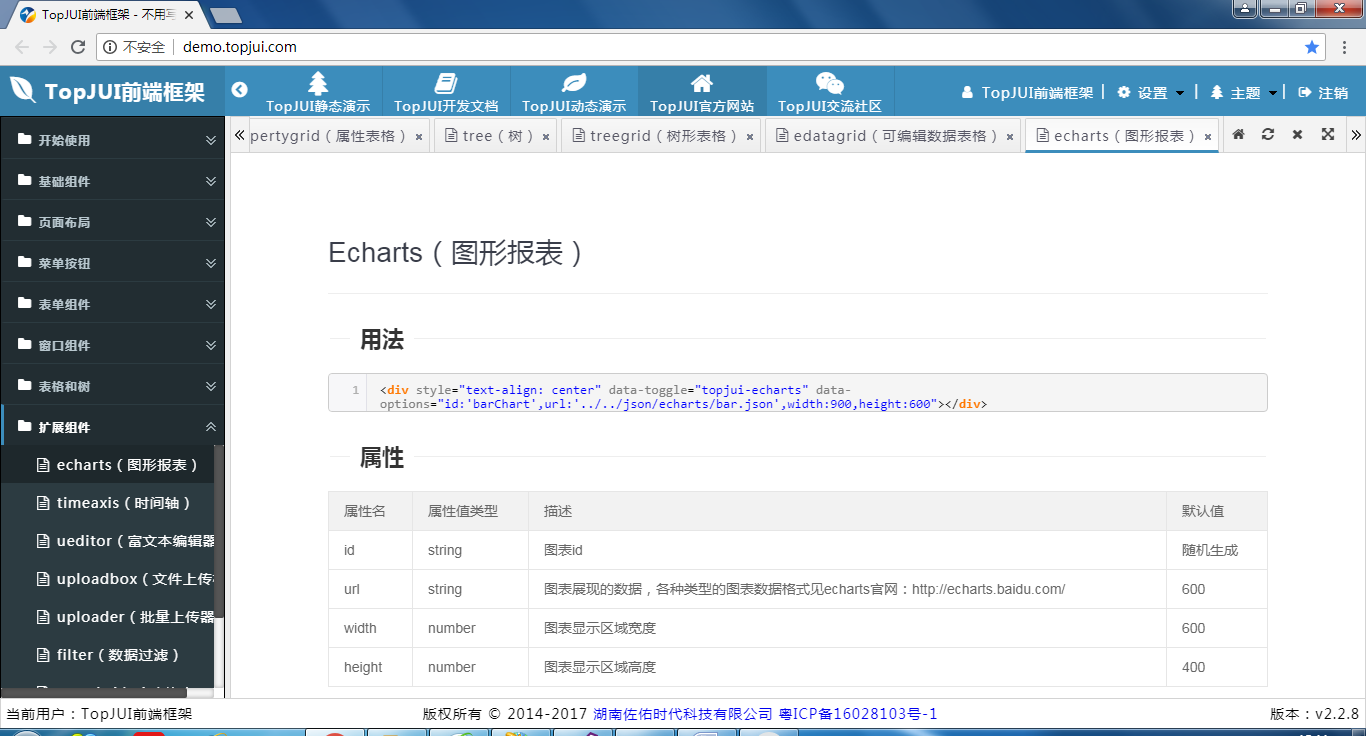 TopJUI前端框架 - 不用写
不安全 demo.topjui.com
TopJUI前端框架
TopJUI静态演示 TopJUI开发文档 TopJUI动态演示 TopJUI官方网站 TopJUI交流社区
TopJUI前端框架 设置 主题 注销
pertygrid（属性表格） tree（树） treegrid（树形表格） edatagrid（可编辑数据表格） echarts（图形报表）
开始使用
基础组件
页面布局
菜单按钮
表单组件
窗口组件
表格和树
扩展组件
echarts（图形报表）
timeaxis（时间轴）
ueditor（富文本编辑器
uploadbox（文件上传
uploader（批量上传器
filter（数据过滤）
Echarts（图形报表）
用法
1 <div style="text-align: center" data-toggle="topjui-echarts" data-
options="id:'barChart',url:'../../json/echarts/bar.json',width:900,height:600"></div>
属性
属性名 属性值类型 描述 默认值
id string 图表id 随机生成
url string 图表展现的数据，各种类型的图表数据格式见echarts官网：http://echarts.baidu.com/ 600
width number 图表显示区域宽度 600
height number 图表显示区域高度 400
当前用户：TopJUI前端框架
版权所有 © 2014-2017 湖南佐佑时代科技有限公司 粤ICP备16028103号-1
版本：v2.2.8